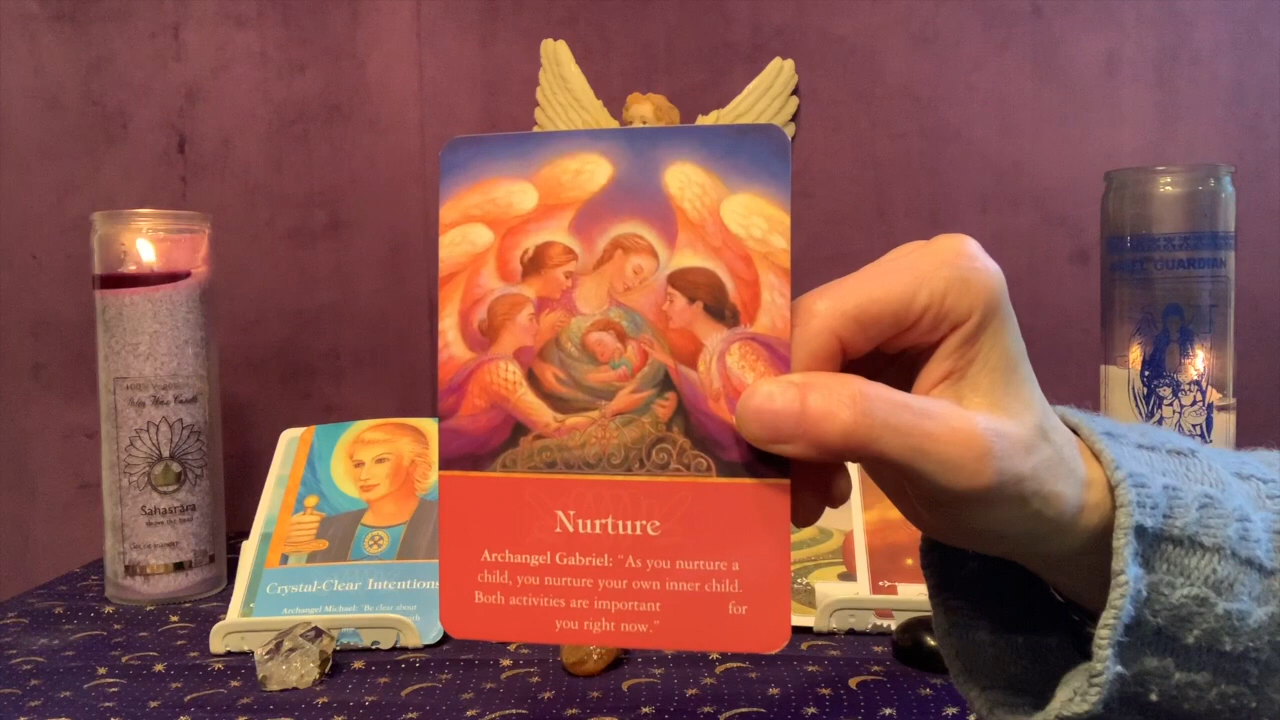 Sahasrara
Crystal-Clear Intentions
Archangel Michael: "Be clear about
Nurture
Archangel Gabriel: "As you nurture a
child, you nurture your own inner child.
Both activities are important for
you right now."
GUARDIAN